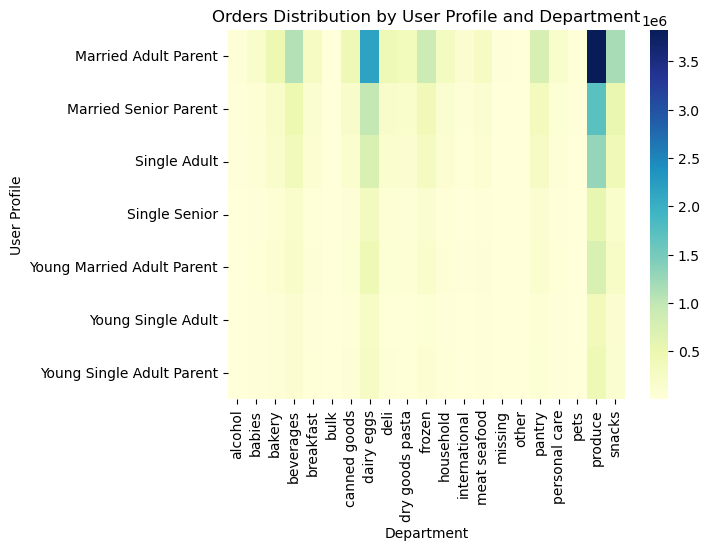 Orders Distribution by User Profile and Department
1e6
Married Adult Parent
Married Senior Parent
Single Adult
Single Senior
Young Married Adult Parent
Young Single Adult
Young Single Adult Parent
User Profile
alcohol
babies
bakery
beverages
breakfast
bulk
canned goods
dairy eggs
deli
dry goods pasta
frozen
household
international
meat seafood
missing
other
pantry
personal care
pets
produce
snacks
Department
3.5
3.0
2.5
2.0
1.5
1.0
0.5